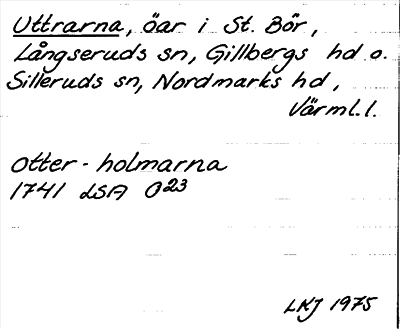 Uttrarna, öar i St. Bör,
Långseruds sn, Gillbergs hd o.
Silleruds sn, Nordmarks hd,
Värml. l.
Otter-holmarna
1741 LSA O23
LKJ 1975